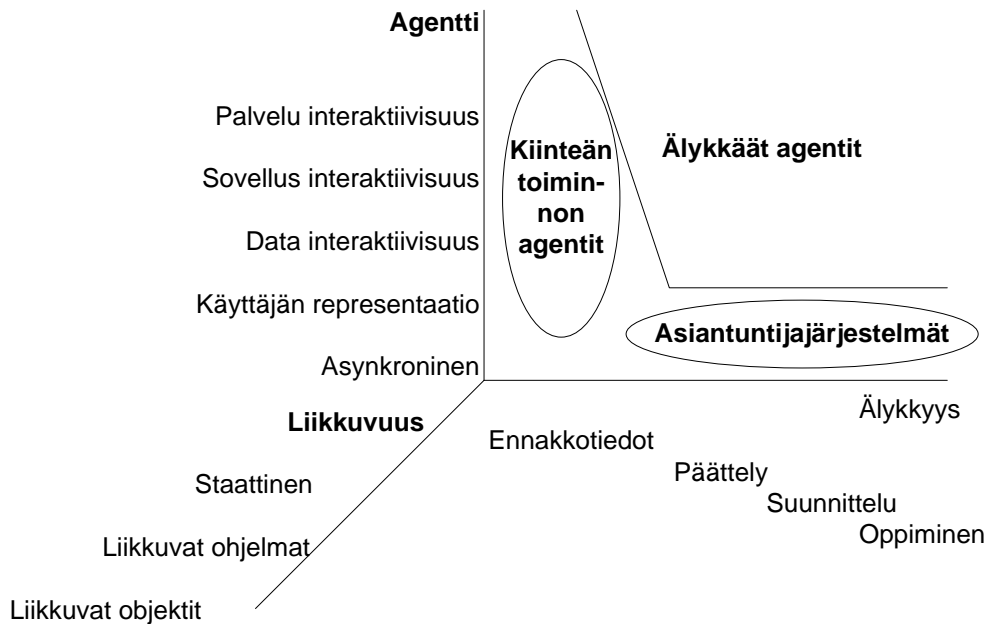 Agentti
Palvelu interaktiivisuus
Sovellus interaktiivisuus
Data interaktiivisuus
Käyttäjän representaatio
Asynkroninen
Kiinteän
toimin-
non
agentit
Älykkäät agentit
Asiantuntijajärjestelmät
Liikkuvuus
Staattinen
Liikkuvat ohjelmat
Liikkuvat objektit
Älykkyys
Ennakkotiedot
Päättely
Suunnittelu
Oppiminen